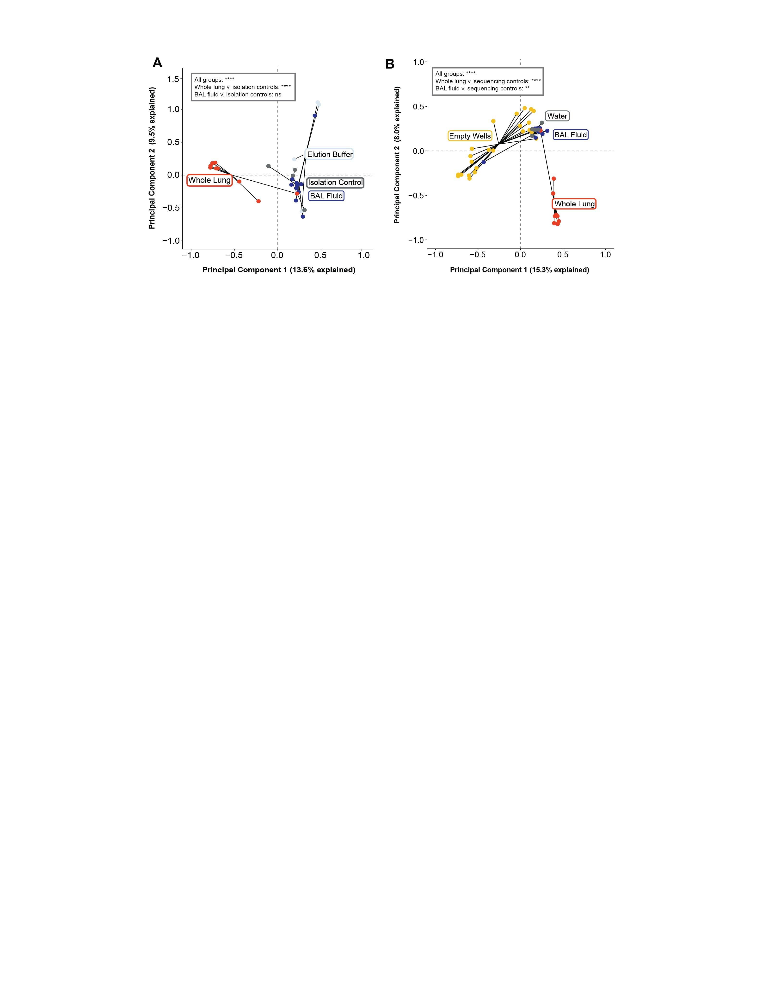 A
All groups: ****
Whole lung v. isolation controls: ****
BAL fluid v. isolation controls: ns
1.5
1.0
0.5
0.0
−0.5
−1.0
Principal Component 2 (9.5% explained)
Elution Buffer
Whole Lung
Isolation Control
BAL Fluid
−1.0 −0.5 0.0 0.5 1.0
Principal Component 1 (13.6% explained)
B
All groups: ****
Whole lung v. sequencing controls: ****
BAL fluid v. sequencing controls: **
1.0
0.5
0.0
−0.5
−1.0
Principal Component 2 (8.0% explained)
Water
Empty Wells
BAL Fluid
Whole Lung
−1.0 −0.5 0.0 0.5 1.0
Principal Component 1 (15.3% explained)